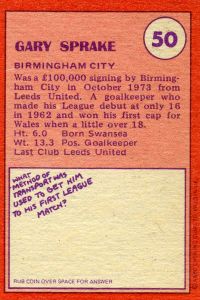 GARY SPRAKE
50
BIRMINGHAM CITY
Was a £100,000 signing by Birming-
ham City in October 1973 from
Leeds United. A goalkeeper who
made his League debut at only 16
in 1962 and won his first cap for
Wales when a little over 18.
Ht. 6.0 Born Swansea
Wt. 13.3 Pos. Goalkeeper
Last Club Leeds United
WHAT
METHOD OF
TRANSPORT WAS
USED TO GET HIM
TO HIS FIRST LEAGUE
MATCH?
RUB COIN OVER SPACE FOR ANSWER